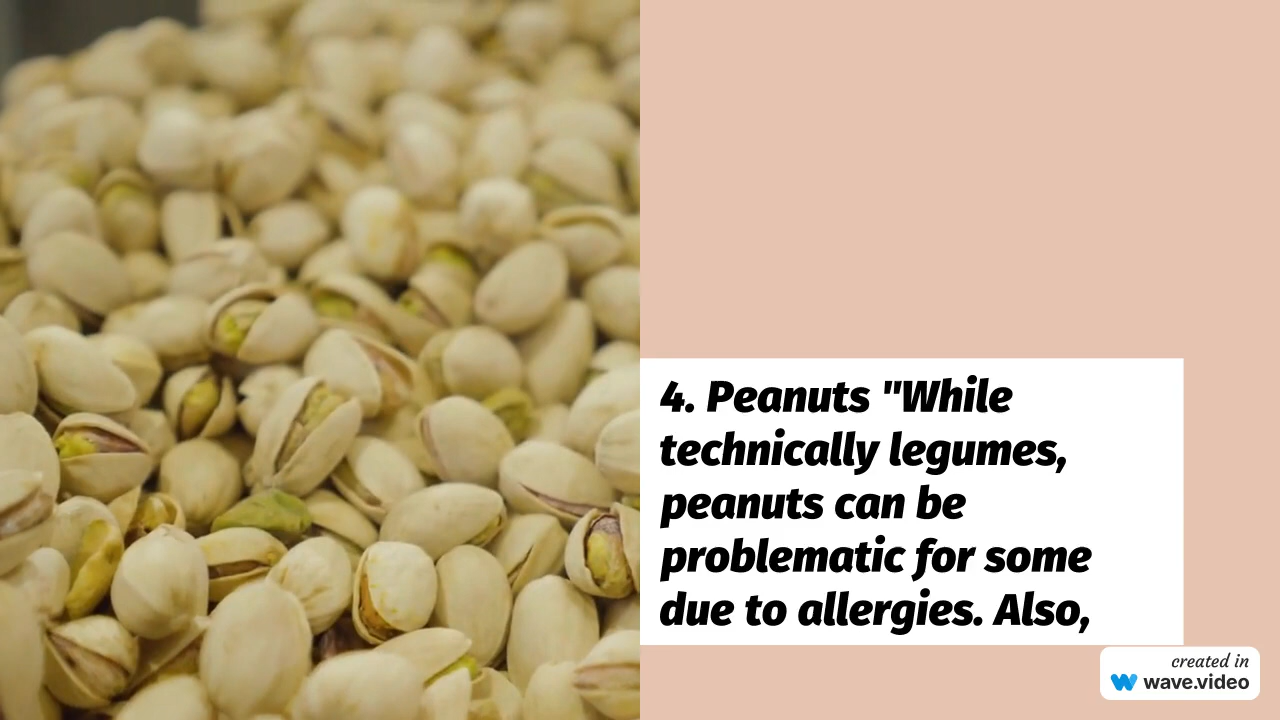 4. Peanuts "While
technically legumes,
peanuts can be
problematic for some
due to allergies. Also,
created in
wave.video